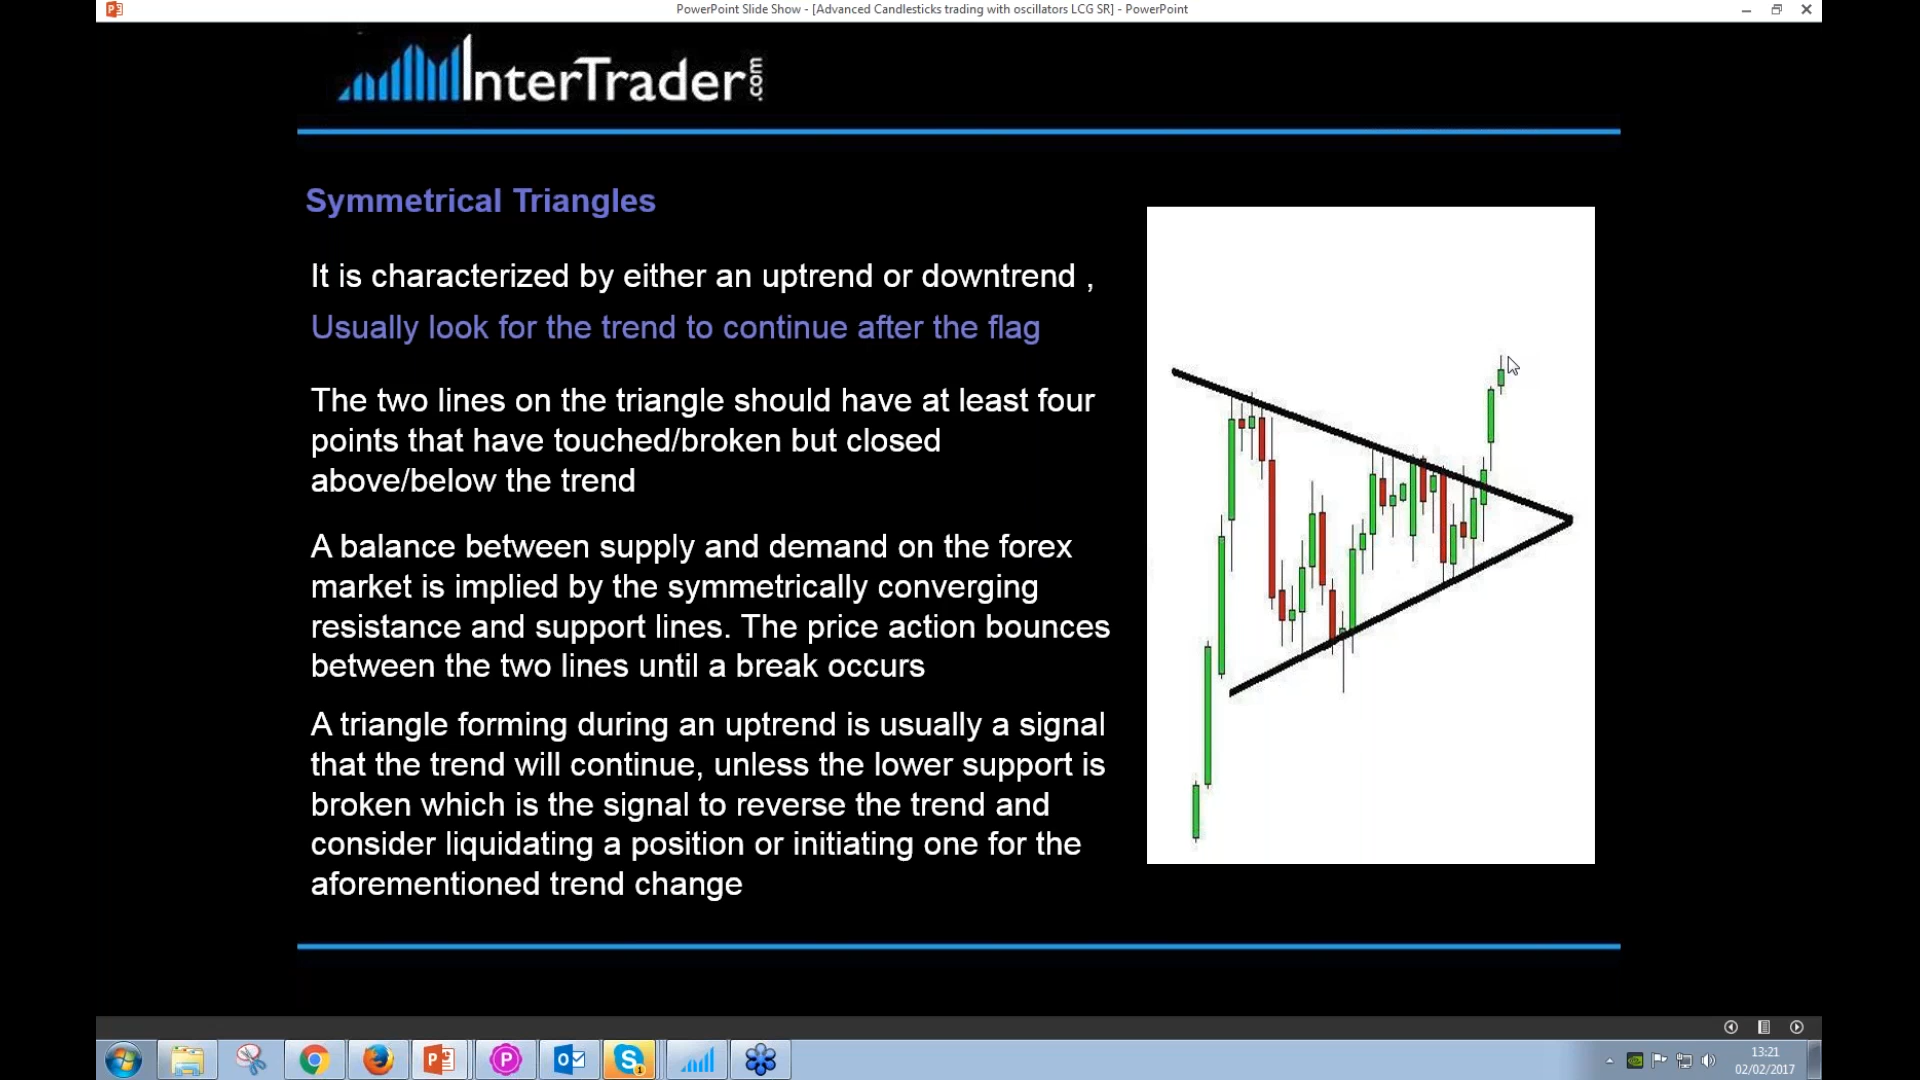 PowerPoint Slide Show - [Advanced Candlesticks trading with oscillators LCG SR] - PowerPoint
InterTrader.com
Symmetrical Triangles
It is characterized by either an uptrend or downtrend ,
Usually look for the trend to continue after the flag
The two lines on the triangle should have at least four
points that have touched/broken but closed
above/below the trend
A balance between supply and demand on the forex
market is implied by the symmetrically converging
resistance and support lines. The price action bounces
between the two lines until a break occurs
A triangle forming during an uptrend is usually a signal
that the trend will continue, unless the lower support is
broken which is the signal to reverse the trend and
consider liquidating a position or initiating one for the
aforementioned trend change
13:21
02/02/2017